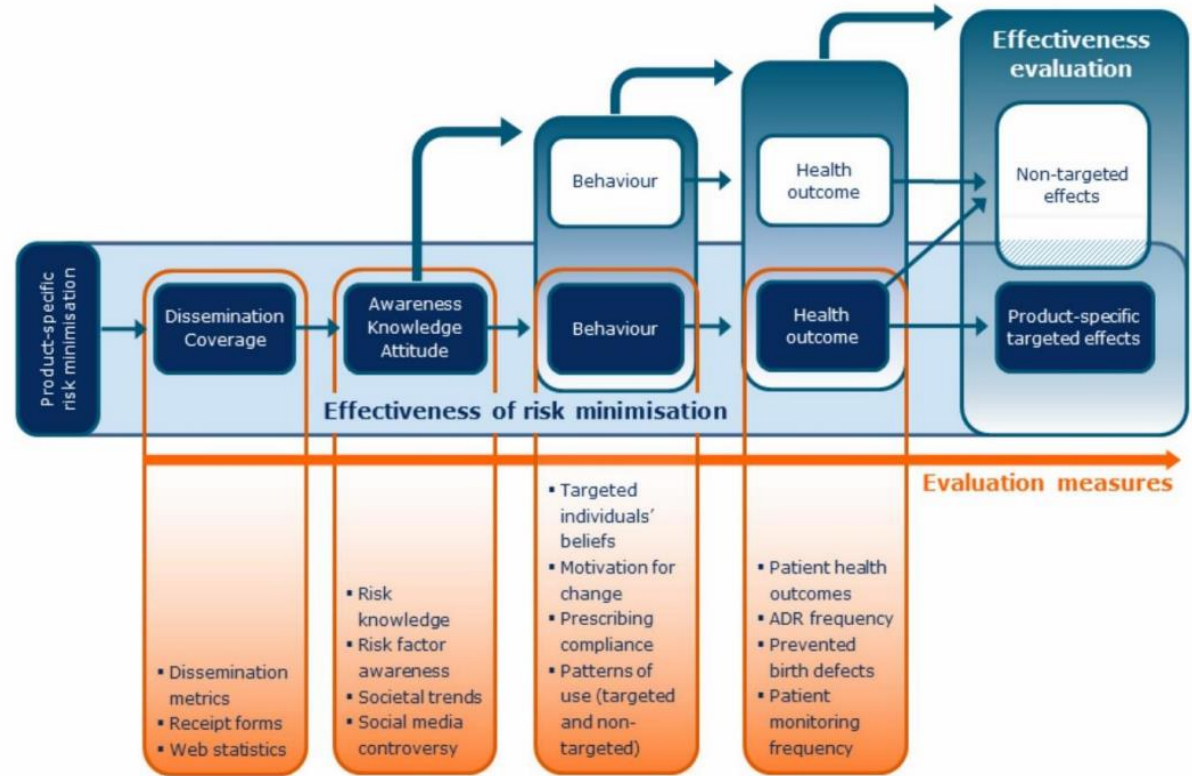 Effectiveness
evaluation
Behaviour
Health
outcome
Non-targeted
effects
Product-specific
risk minimisation
Dissemination
Coverage
Awareness
Knowledge
Attitude
Behaviour
Health
outcome
Product-specific
targeted effects
Effectiveness of risk minimisation
Evaluation measures
▪ Dissemination
metrics
▪ Receipt forms
▪ Web statistics
▪ Risk
knowledge
▪ Risk factor
awareness
▪ Societal trends
▪ Social media
controversy
▪ Targeted
individuals’
beliefs
▪ Motivation for
change
▪ Prescribing
compliance
▪ Patterns of
use (targeted
and non-
targeted)
▪ Patient health
outcomes
▪ ADR frequency
▪ Prevented
birth defects
▪ Patient
monitoring
frequency